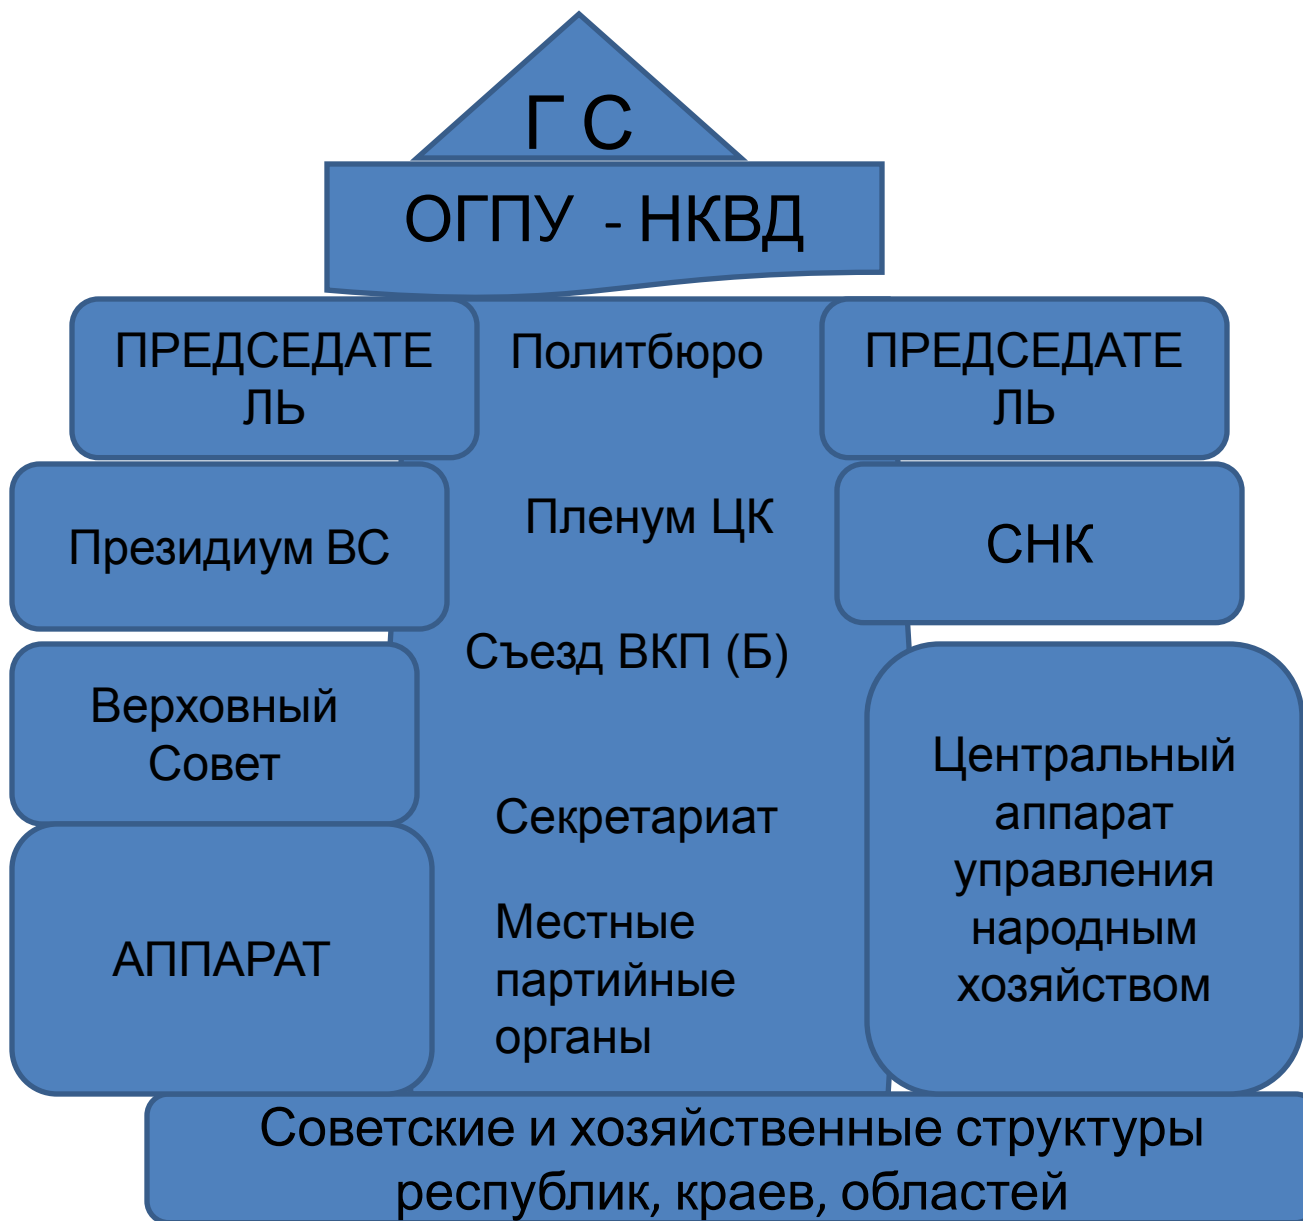 Г С
ОГПУ - НКВД
ПРЕДСЕДАТЕ
ЛЬ
Политбюро
ПРЕДСЕДАТЕ
ЛЬ
Президиум ВС
Пленум ЦК
СНК
Съезд ВКП (Б)
Верховный
Совет
Центральный
аппарат
управления
народным
хозяйством
Секретариат
АППАРАТ
Местные
партийные
органы
Советские и хозяйственные структуры
республик, краев, областей